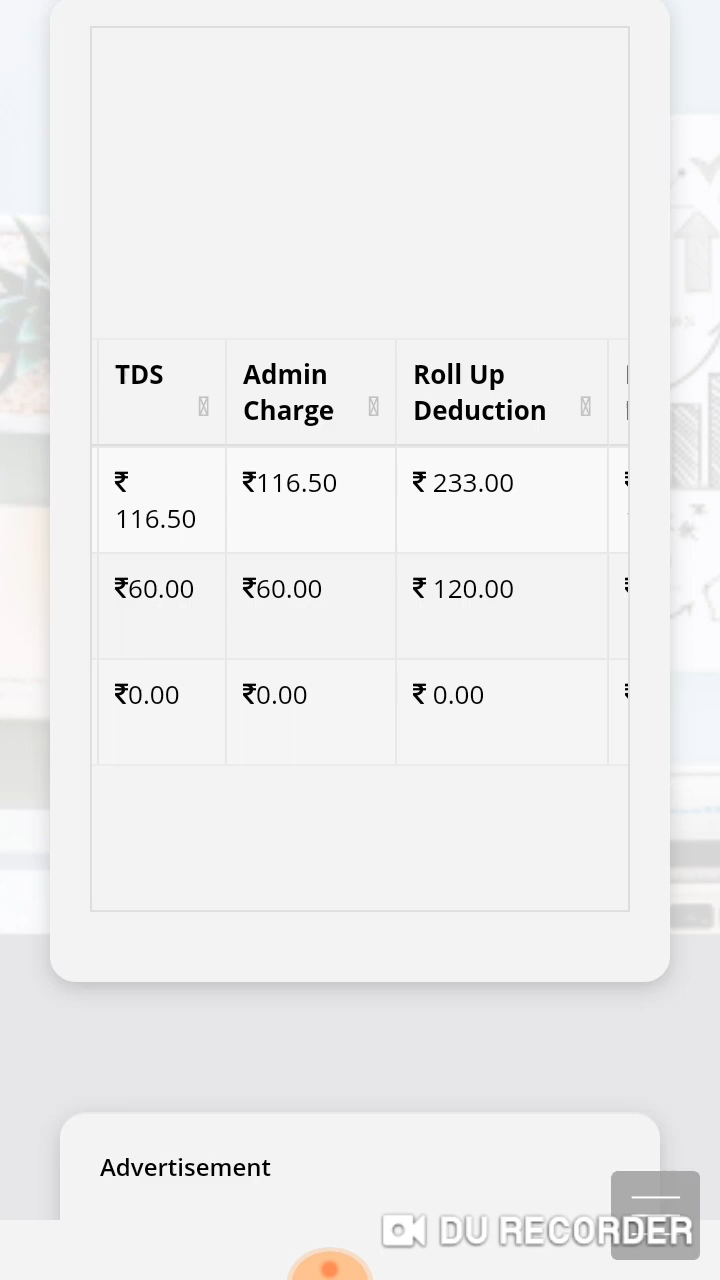 TDS
Admin Charge
Roll Up Deduction
₹ 116.50
₹116.50
₹ 233.00
₹60.00
₹60.00
₹ 120.00
₹0.00
₹0.00
₹ 0.00
Advertisement
DU RECORDER